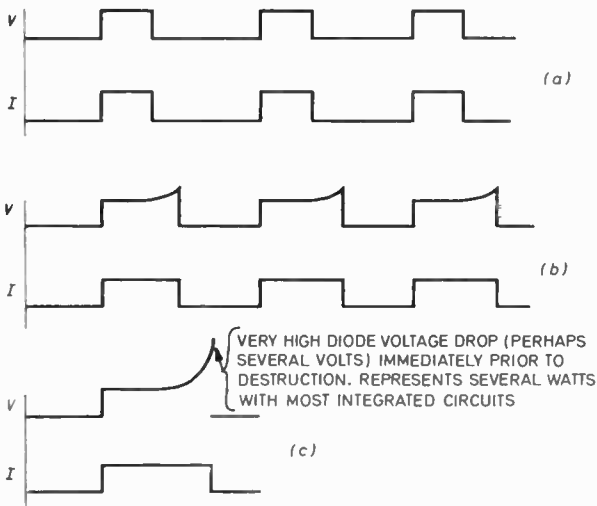 V
(a)
I
V
(b)
I
VERY HIGH DIODE VOLTAGE DROP (PERHAPS
SEVERAL VOLTS) IMMEDIATELY PRIOR TO
DESTRUCTION. REPRESENTS SEVERAL WATTS
WITH MOST INTEGRATED CIRCUITS
V
(c)
I